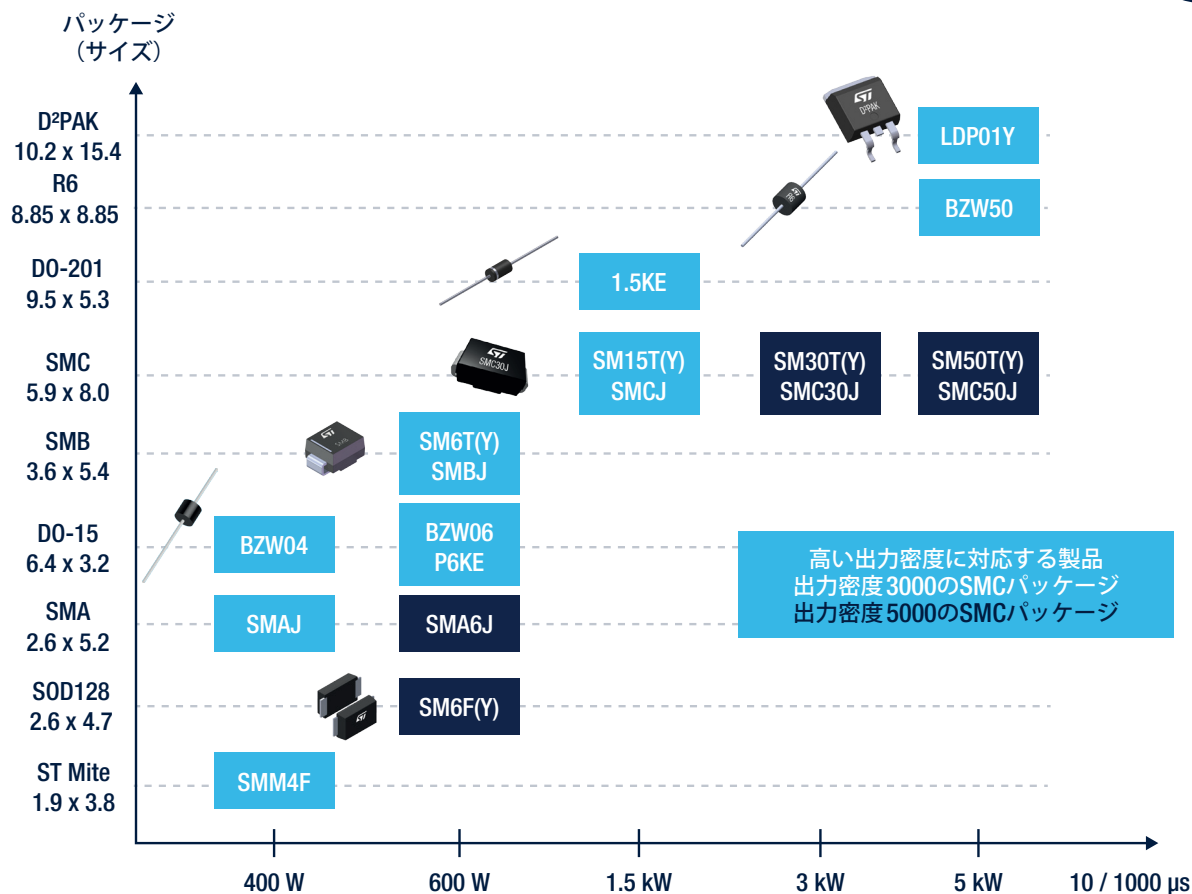 パッケージ
(サイズ)
D²PAK
10.2 x 15.4
D²PAK
LDP01Y
R6
8.85 x 8.85
R6
BZW50
DO-201
9.5 x 5.3
1.5KE
SMC
5.9 x 8.0
SMC30J
SM15T(Y)
SMCJ
SM30T(Y)
SMC30J
SM50T(Y)
SMC50J
SMB
3.6 x 5.4
SMB
SM6T(Y)
SMBJ
DO-15
6.4 x 3.2
BZW04
BZW06
P6KE
高い出力密度に対応する製品
出力密度3000のSMCパッケージ
出力密度5000のSMCパッケージ
SMA
2.6 x 5.2
SMAJ
SMA6J
SOD128
2.6 x 4.7
SM6F(Y)
ST Mite
1.9 x 3.8
SMM4F
400 W 600 W 1.5 kW 3 kW 5 kW 10 / 1000 µs